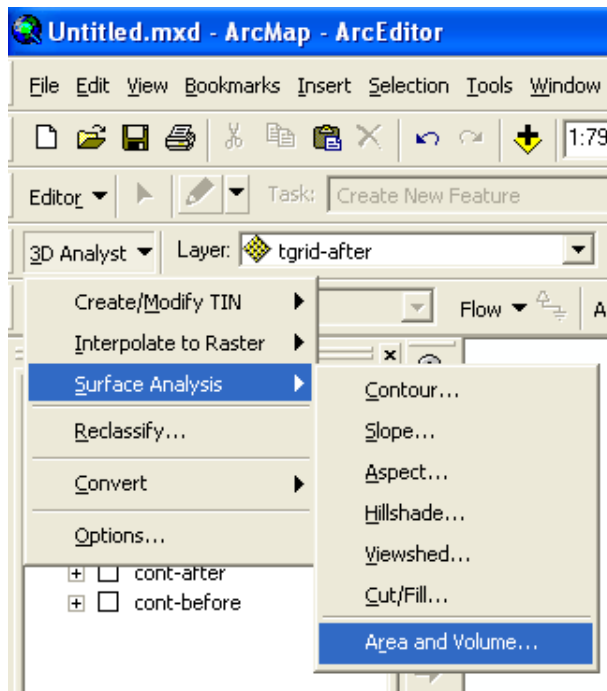 Untitled.mxd - ArcMap - ArcEditor
File Edit View Bookmarks Insert Selection Tools Window
1:79
Editor Task: Create New Feature
3D Analyst Layer: tgrid-after
Create/Modify TIN
Flow
A
Interpolate to Raster
Surface Analysis
Contour...
Reclassify...
Slope...
Convert
Aspect...
Options...
Hillshade...
Viewshed...
cont-after
Cut/Fill...
cont-before
Area and Volume...